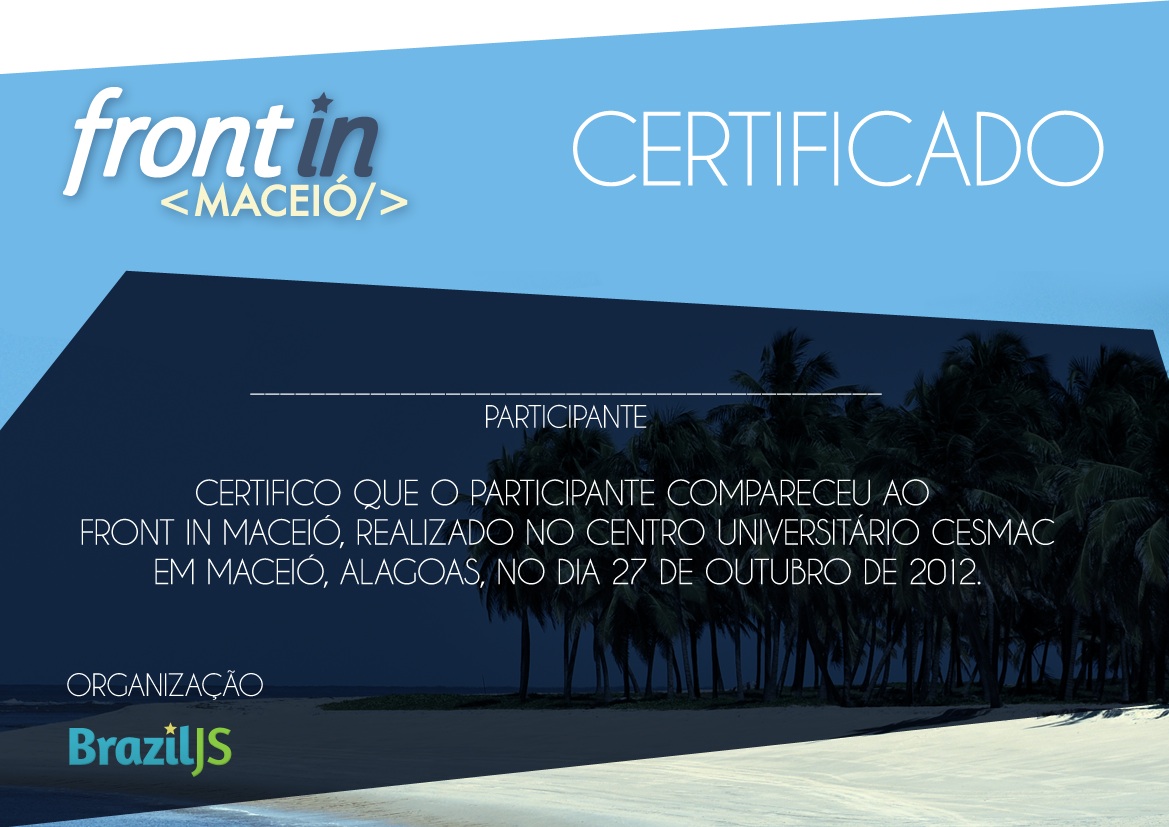 front in
<MACEIÓ/>
CERTIFICADO
PARTICIPANTE
CERTIFICO QUE O PARTICIPANTE COMPARECEU AO
FRONT IN MACEIÓ, REALIZADO NO CENTRO UNIVERSITÁRIO CESMAC
EM MACEIÓ, ALAGOAS, NO DIA 27 DE OUTUBRO DE 2012.
ORGANIZAÇÃO
BrazilJS